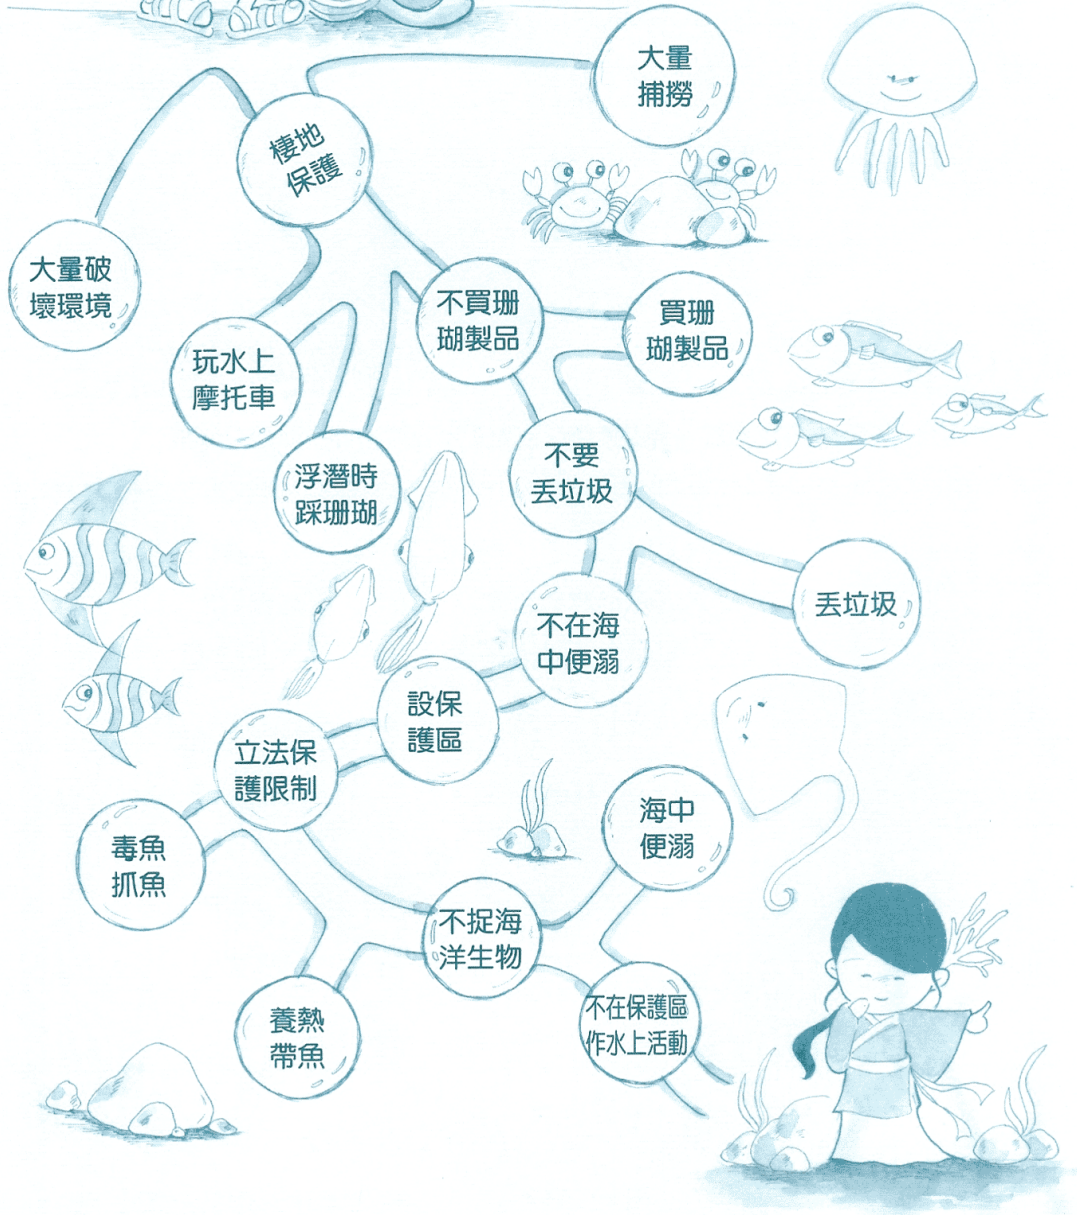 大量
捕撈
棲地
保護
大量破
壞環境
不買珊
瑚製品
買珊
瑚製品
玩水上
摩托車
浮潛時
踩珊瑚
不要
丟垃圾
丟垃圾
不在海
中便溺
設保
護區
立法保
護限制
毒魚
抓魚
海中
便溺
不捉海
洋生物
不在保護區
作水上活動
養熱
帶魚